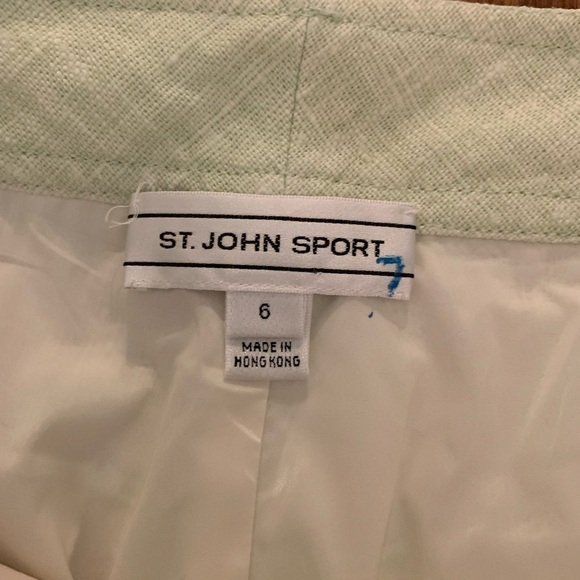 ST. JOHN SPORT
7
6
MADE IN
HONG KONG